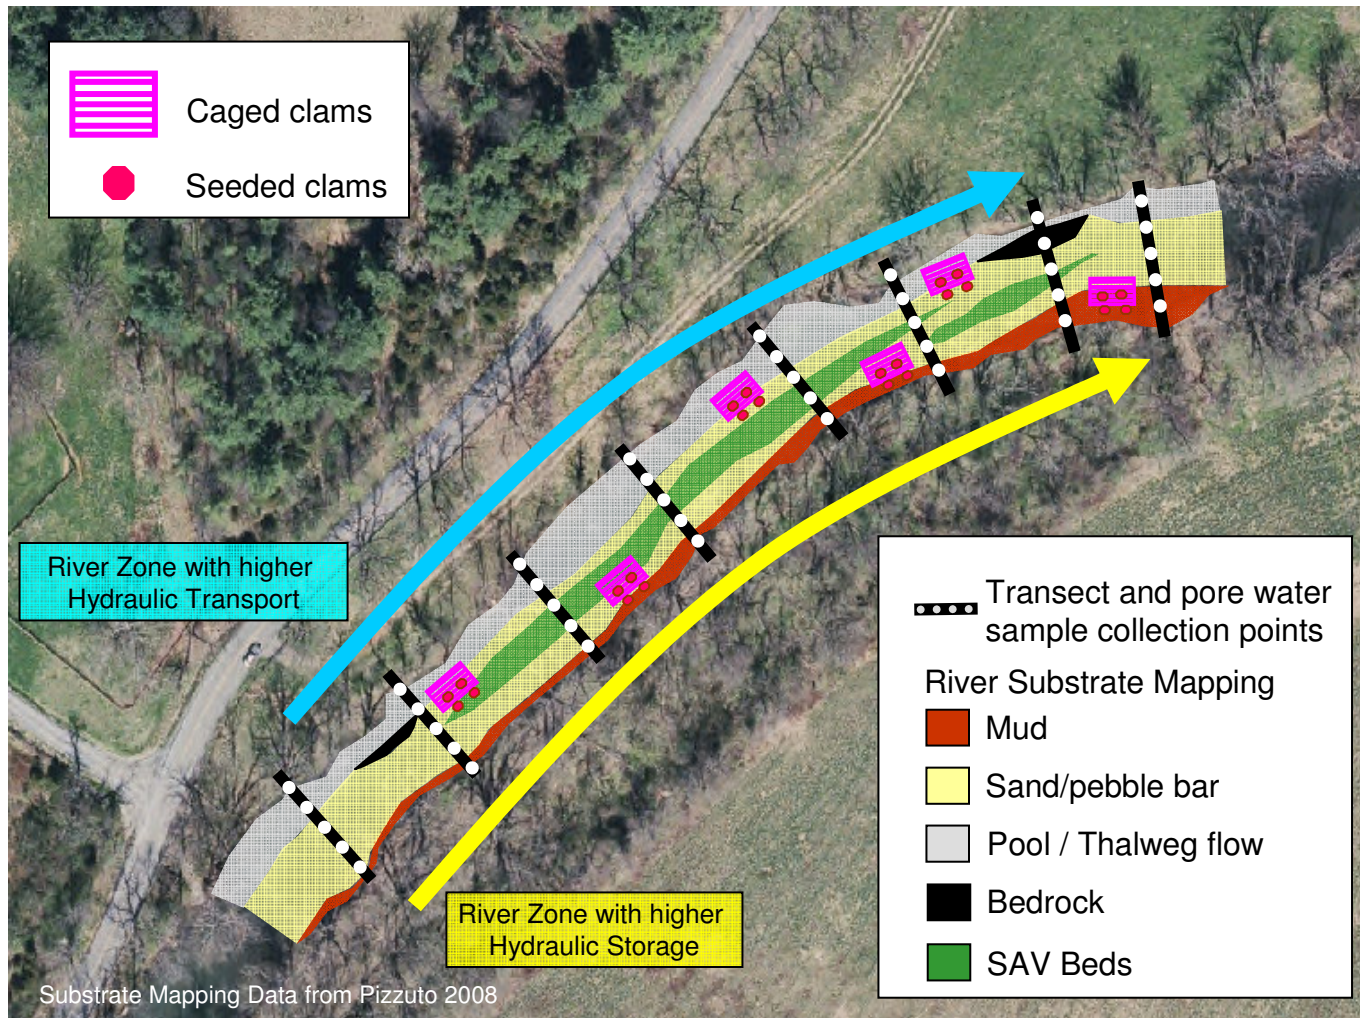 Caged clams
Seeded clams
River Zone with higher
Hydraulic Transport
Transect and pore water
sample collection points
River Substrate Mapping
Mud
Sand/pebble bar
Pool / Thalweg flow
Bedrock
SAV Beds
River Zone with higher
Hydraulic Storage
Substrate Mapping Data from Pizzuto 2008